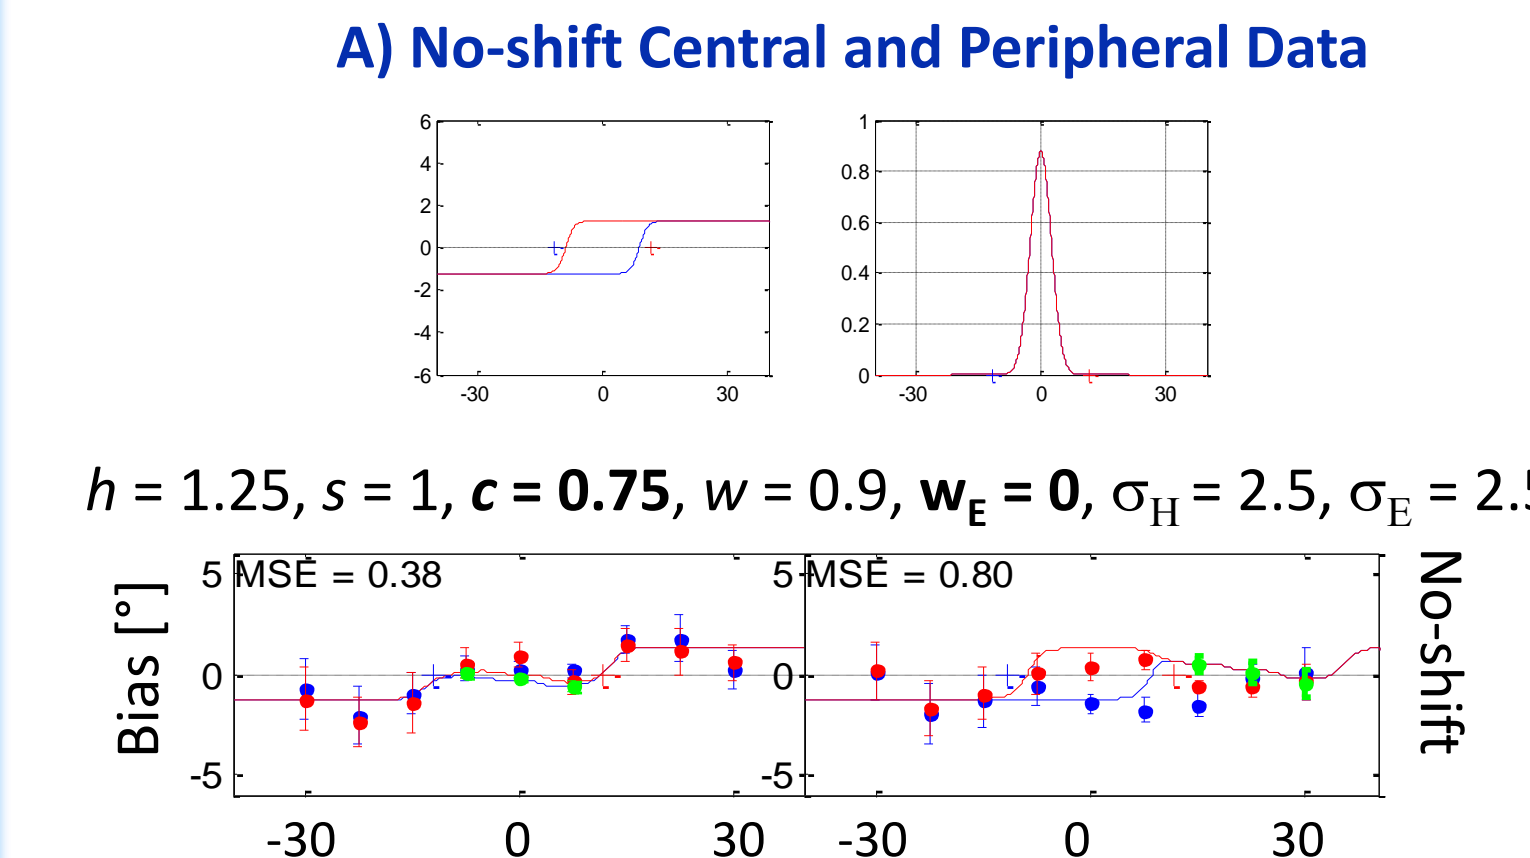 A) No-shift Central and Peripheral Data
6
4
2
0
-2
-4
-6
-30 0 30
1
0.8
0.6
0.4
0.2
0
-30 0 30
h = 1.25, s = 1, c = 0.75, w = 0.9, wE = 0, σH = 2.5, σE = 2.5
Bias [°]
5
0
-5
MSE = 0.38
-30 0 30
5
0
-5
MSE = 0.80
-30 0 30
No-shift